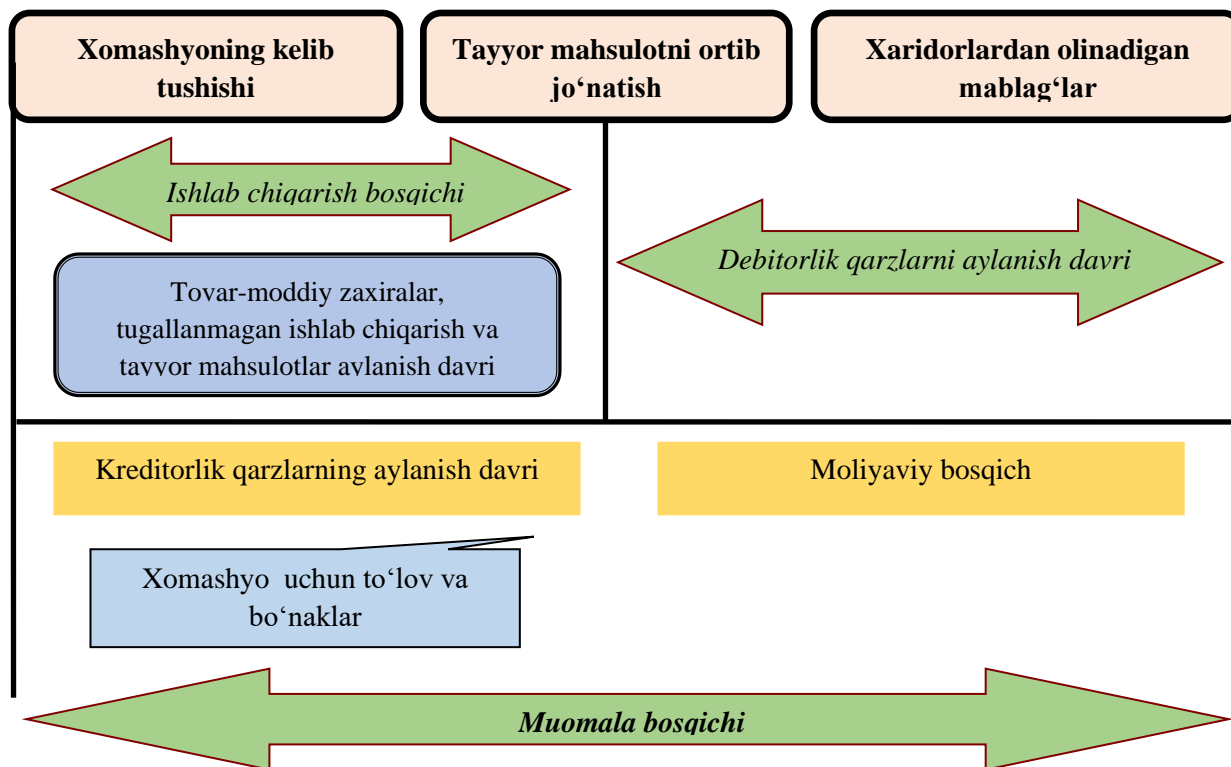 Xomashyoning kelib
tushishi
Tayyor mahsulotni ortib
jo‘natish
Xaridorlardan olinadigan
mablag‘lar
Ishlab chiqarish bosqichi
Debitorlik qarzlarni aylanish davri
Tovar-moddiy zaxiralar,
tugallanmagan ishlab chiqarish va
tayyor mahsulotlar aylanish davri
Kreditorlik qarzlarning aylanish davri
Moliyaviy bosqich
Xomashyo uchun to‘lov va
bo‘naklar
Muomala bosqichi